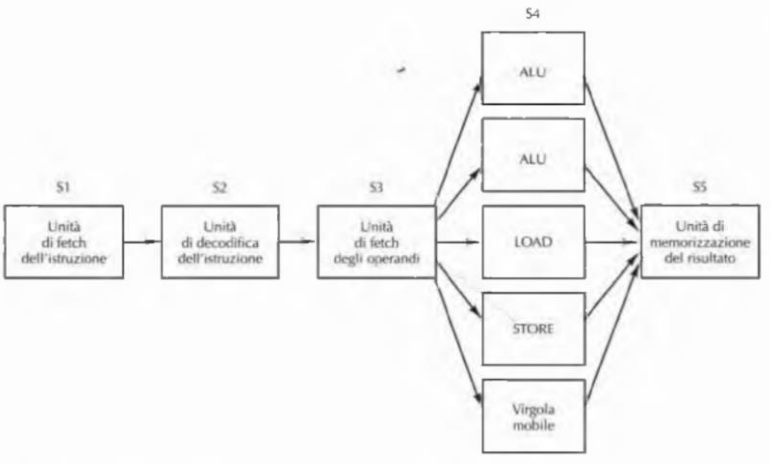 S4
ALU
ALU
S1
S2
S3
S5
Unità
di fetch
dell'istruzione
Unità
di decodifica
dell'istruzione
Unità
di fetch
degli operandi
LOAD
Unità di
memorizzazione
del risultato
STORE
Virgola
mobile